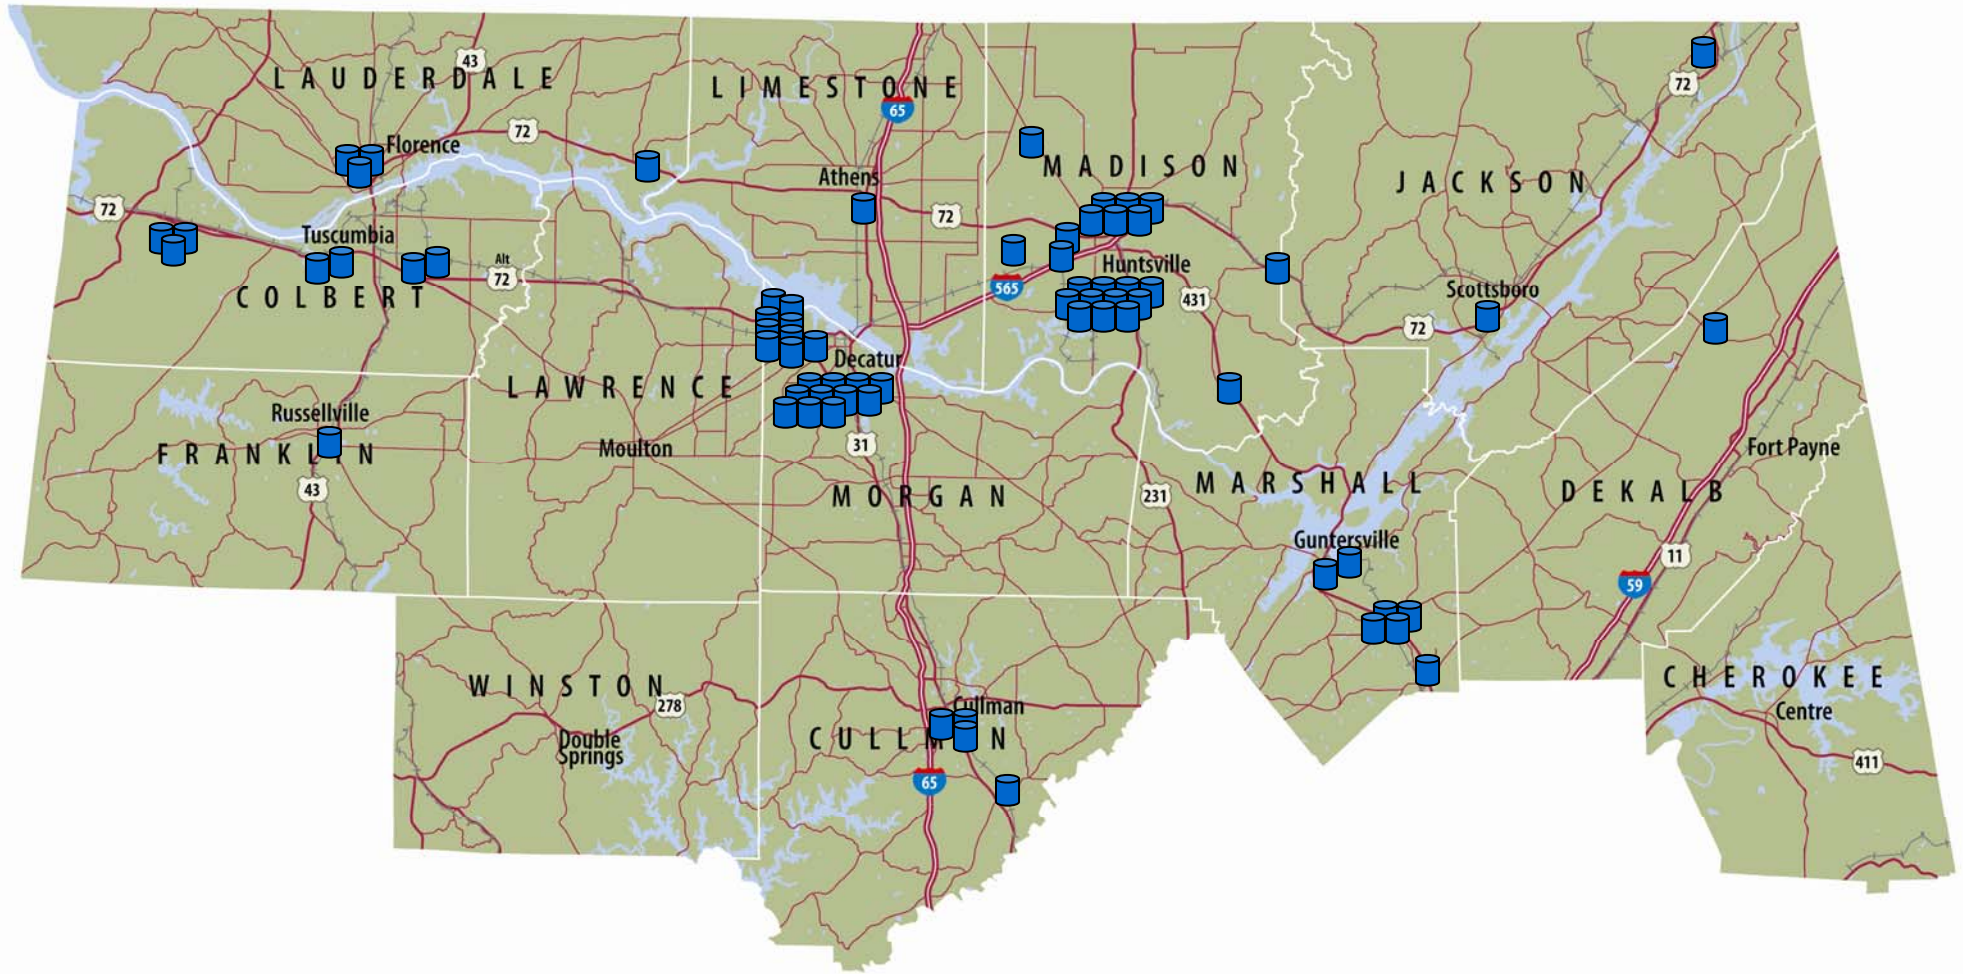 LAUDERDALE
43
LIMESTONE
65
72
72
Florence
72
Athens
MADISON
JACKSON
72
72
Tuscumbia
Alt
72
COLBERT
Huntsville
565
431
Scottsboro
72
Decatur
LAWRENCE
Russellville
FRANKLIN
Moulton
31
43
MORGAN
231
MARSHALL
Fort Payne
DEKALB
Guntersville
11
59
WINSTON
278
Cullman
CHEROKEE
Centre
Double
Springs
CULLM N
65
411